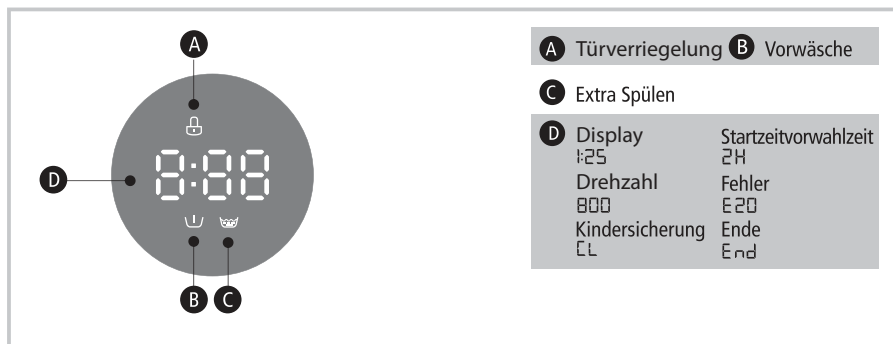 A
D
8:88
B C
A Türverriegelung B Vorwäsche
C Extra Spülen
D Display Startzeitvorwahlzeit
1:25 2H
Drehzahl Fehler
800 E20
Kindersicherung Ende
CL End